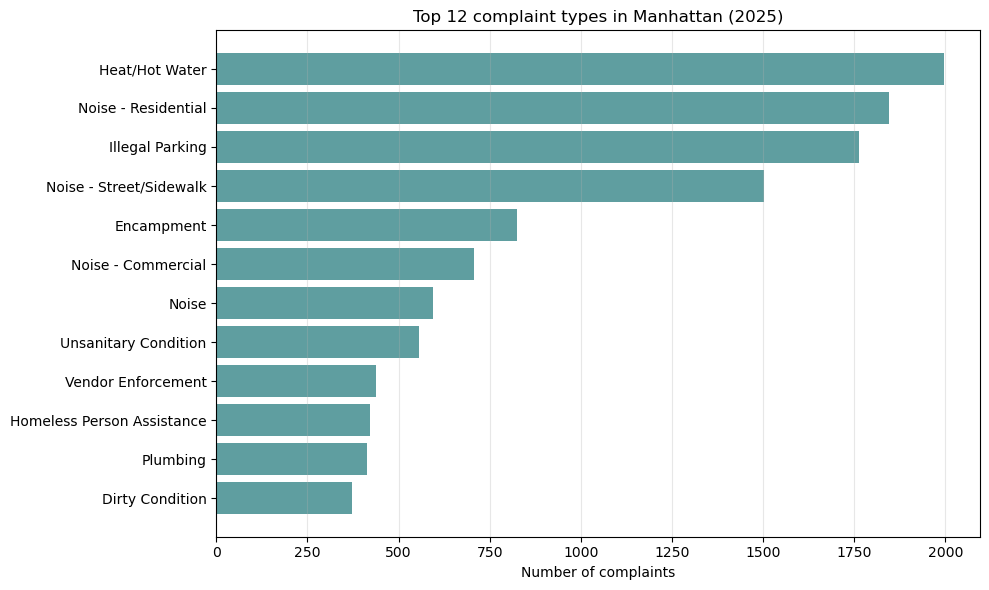 Top 12 complaint types in Manhattan (2025)
Heat/Hot Water
Noise - Residential
Illegal Parking
Noise - Street/Sidewalk
Encampment
Noise - Commercial
Noise
Unsanitary Condition
Vendor Enforcement
Homeless Person Assistance
Plumbing
Dirty Condition
0 250 500 750 1000 1250 1500 1750 2000
Number of complaints